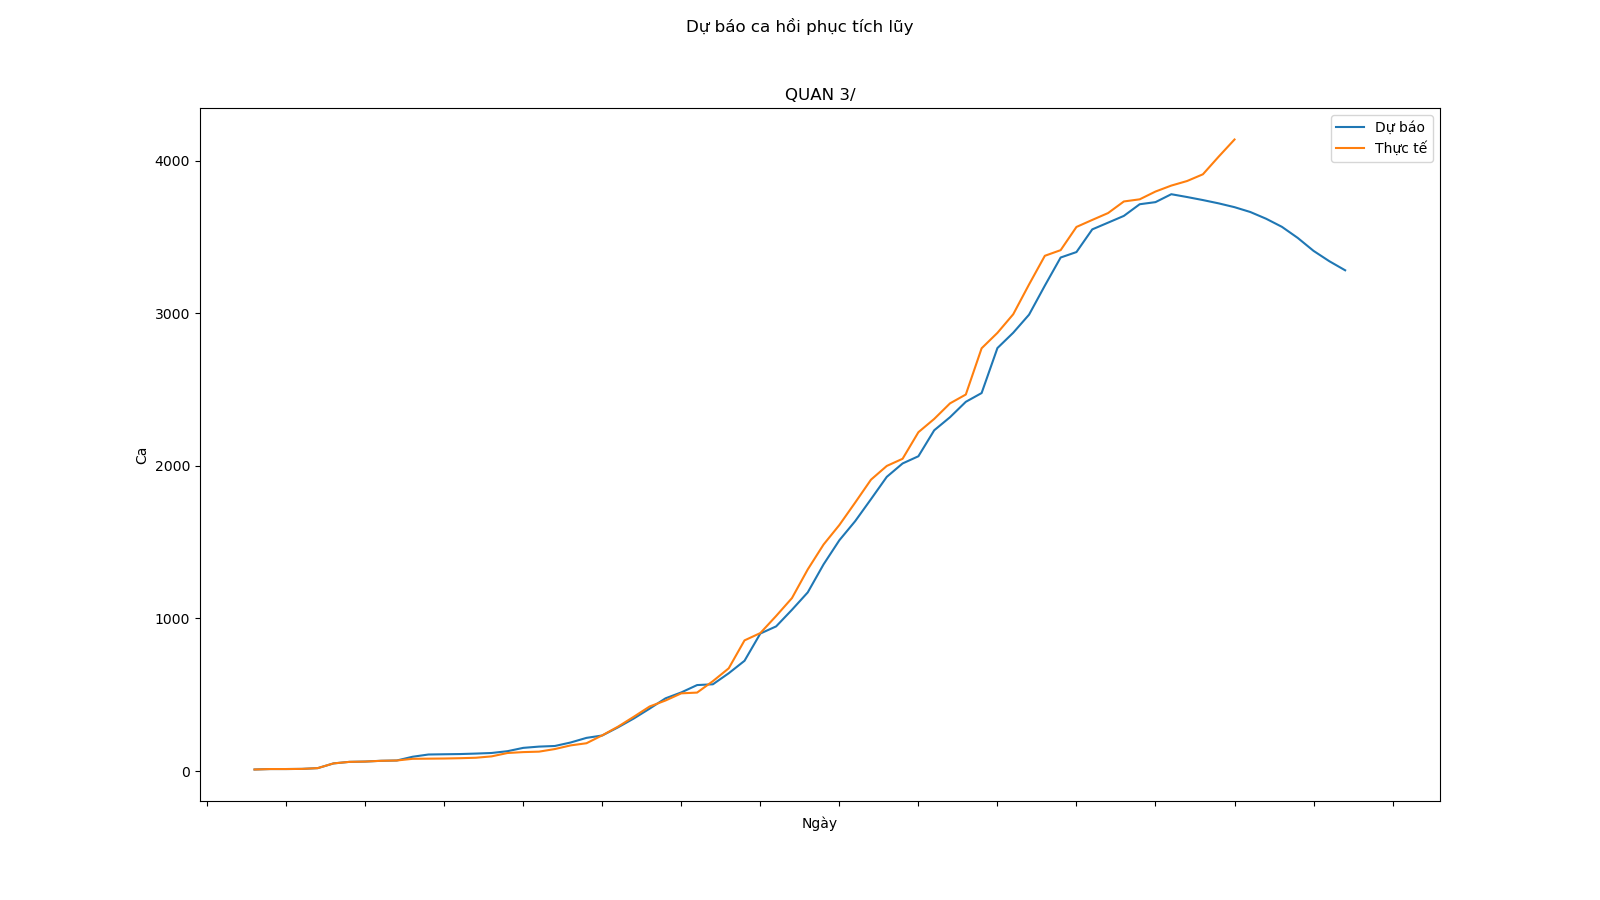 Dự báo ca hồi phục tích lũy
QUAN 3/
Dự báo
Thực tế
4000
3000
2000
1000
0
Ca
Ngày